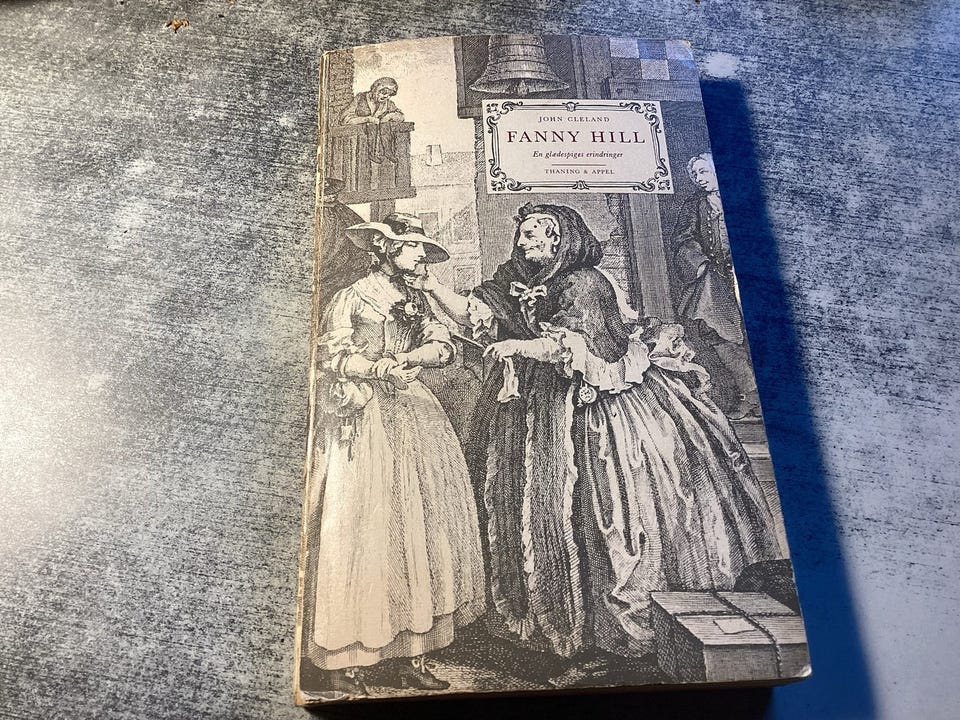 JOHN CLELAND
FANNY HILL
En glædespiges erindringer
THANING & APPEL